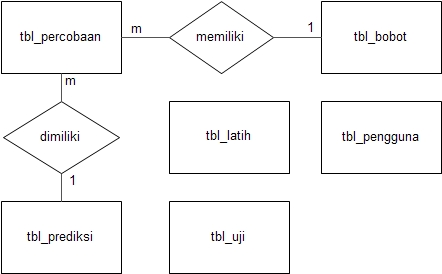 tbl_percobaan
m
memiliki
1
tbl_bobot
m
dimiliki
tbl_latih
tbl_pengguna
1
tbl_prediksi
tbl_uji